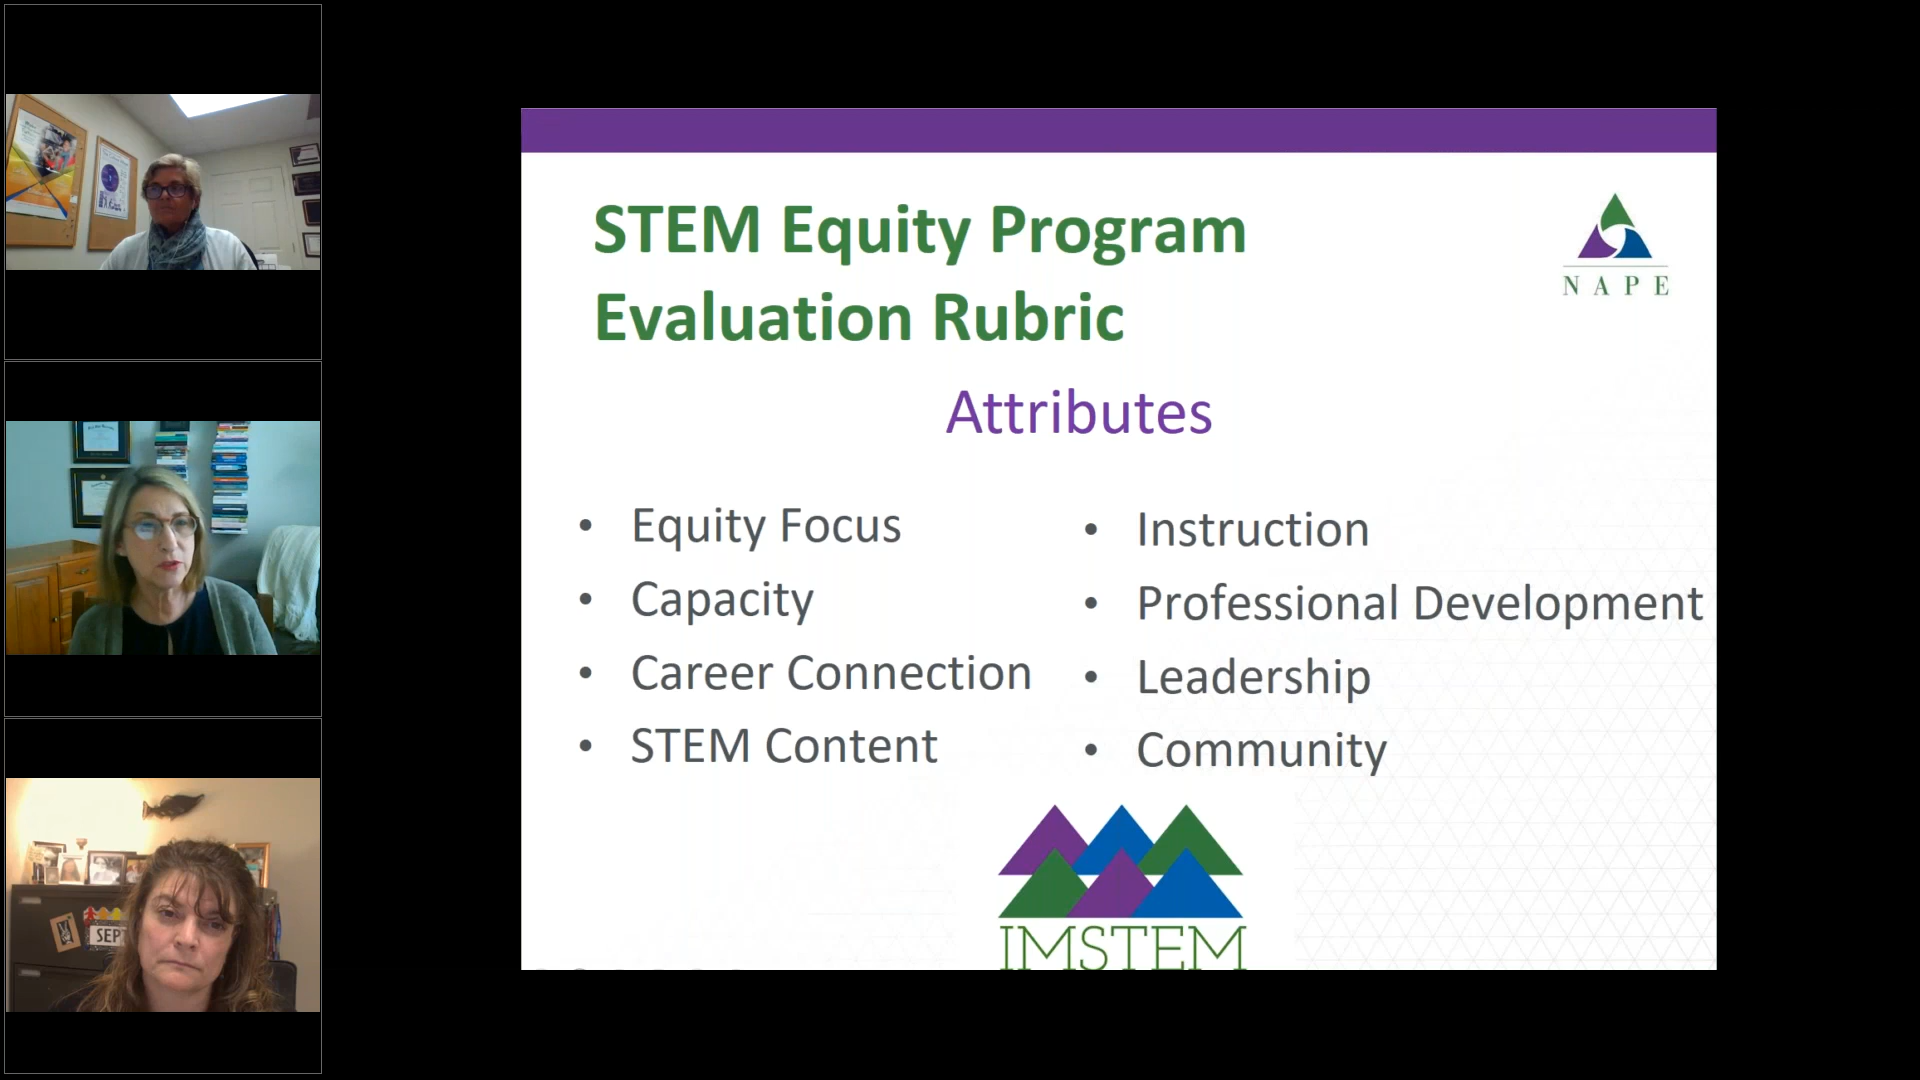 STEM Equity Program
Evaluation Rubric
NAPE
Attributes
• Equity Focus
• Capacity
• Career Connection
• STEM Content
• Instruction
• Professional Development
• Leadership
• Community
IMSTEM
SEPT